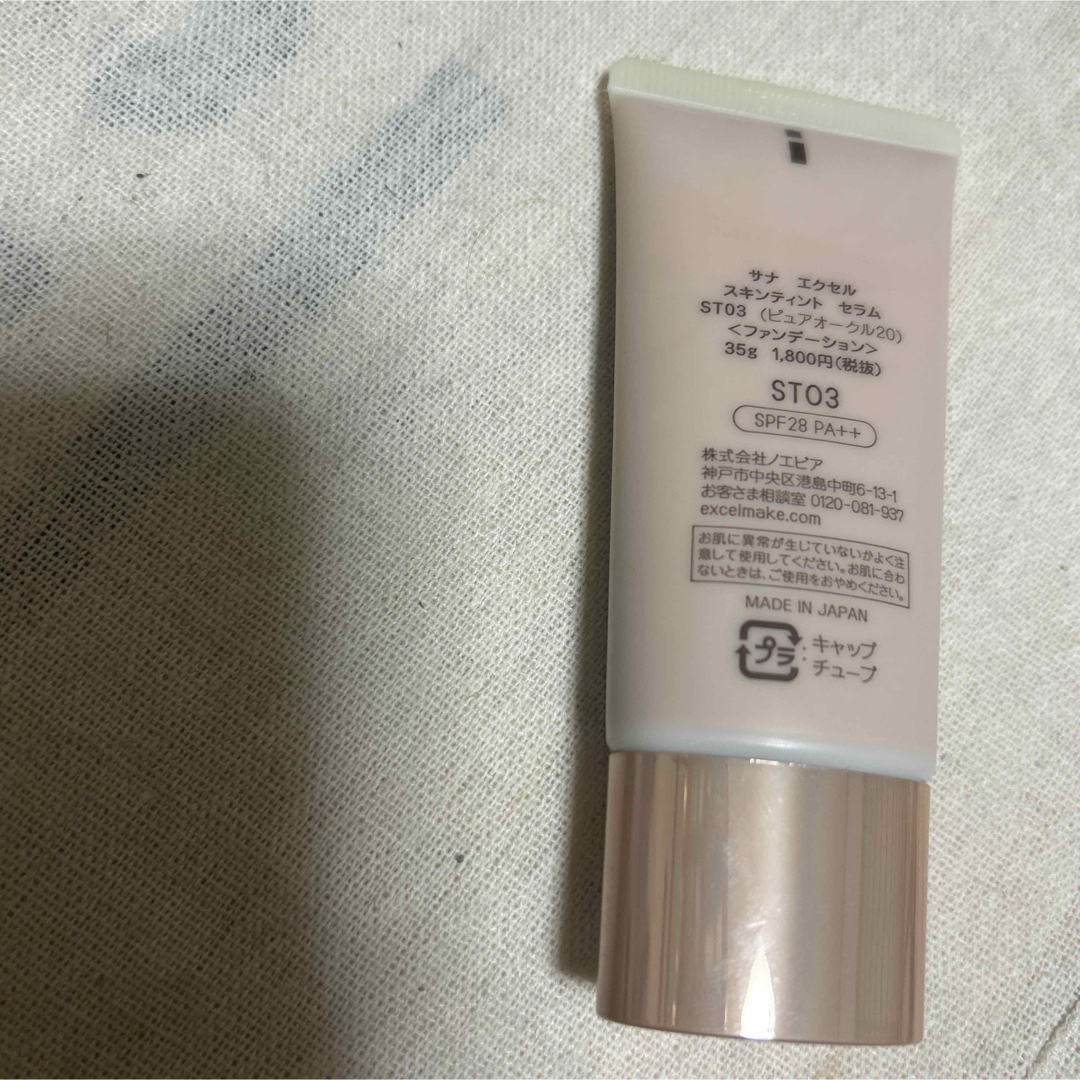 サナ エクセル
スキンティント セラム
ST03 (ピュアオークル20)
<ファンデーション>
35g 1,800円(税抜)
ST03
SPF28 PA++
株式会社ノエビア
神戸市中央区港島中町6-13-1
お客さま相談室 0120-081-937
excelmake.com
お肌に異常が生じていないかよく注
意して使用してください。お肌に合わ
ないときは、ご使用をおやめください。
MADE IN JAPAN
プラ : キャップ
チューブ